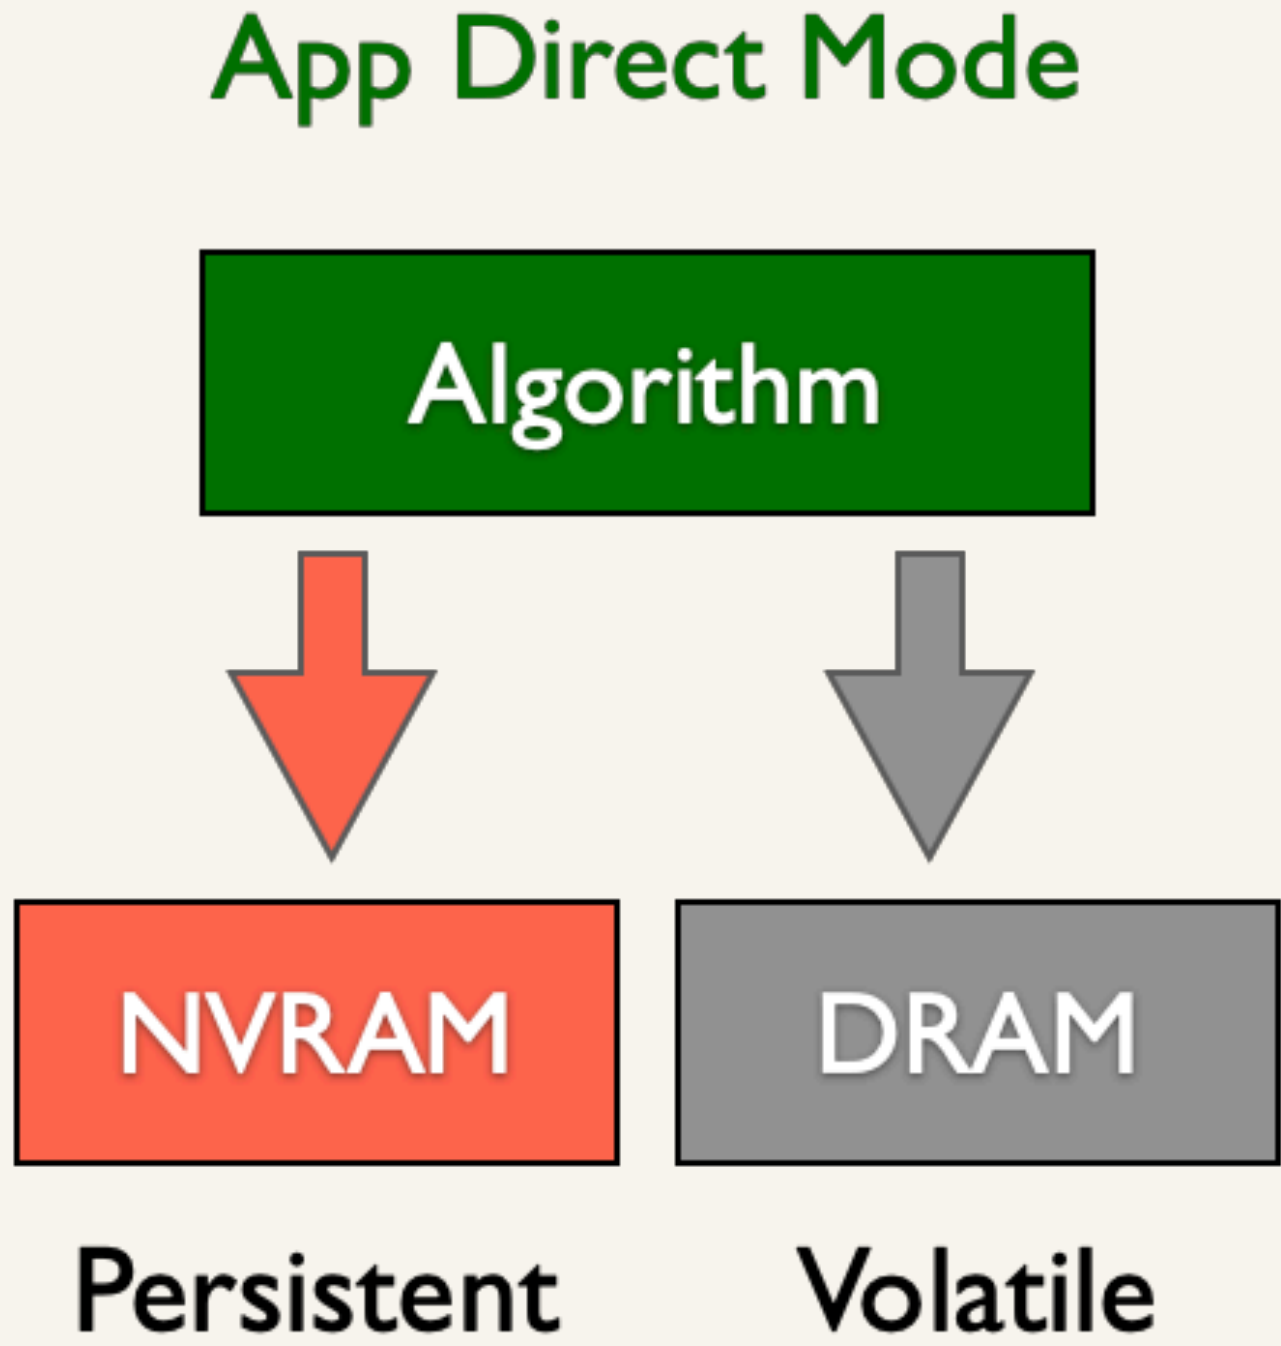 App Direct Mode
Algorithm
NVRAM
DRAM
Persistent
Volatile